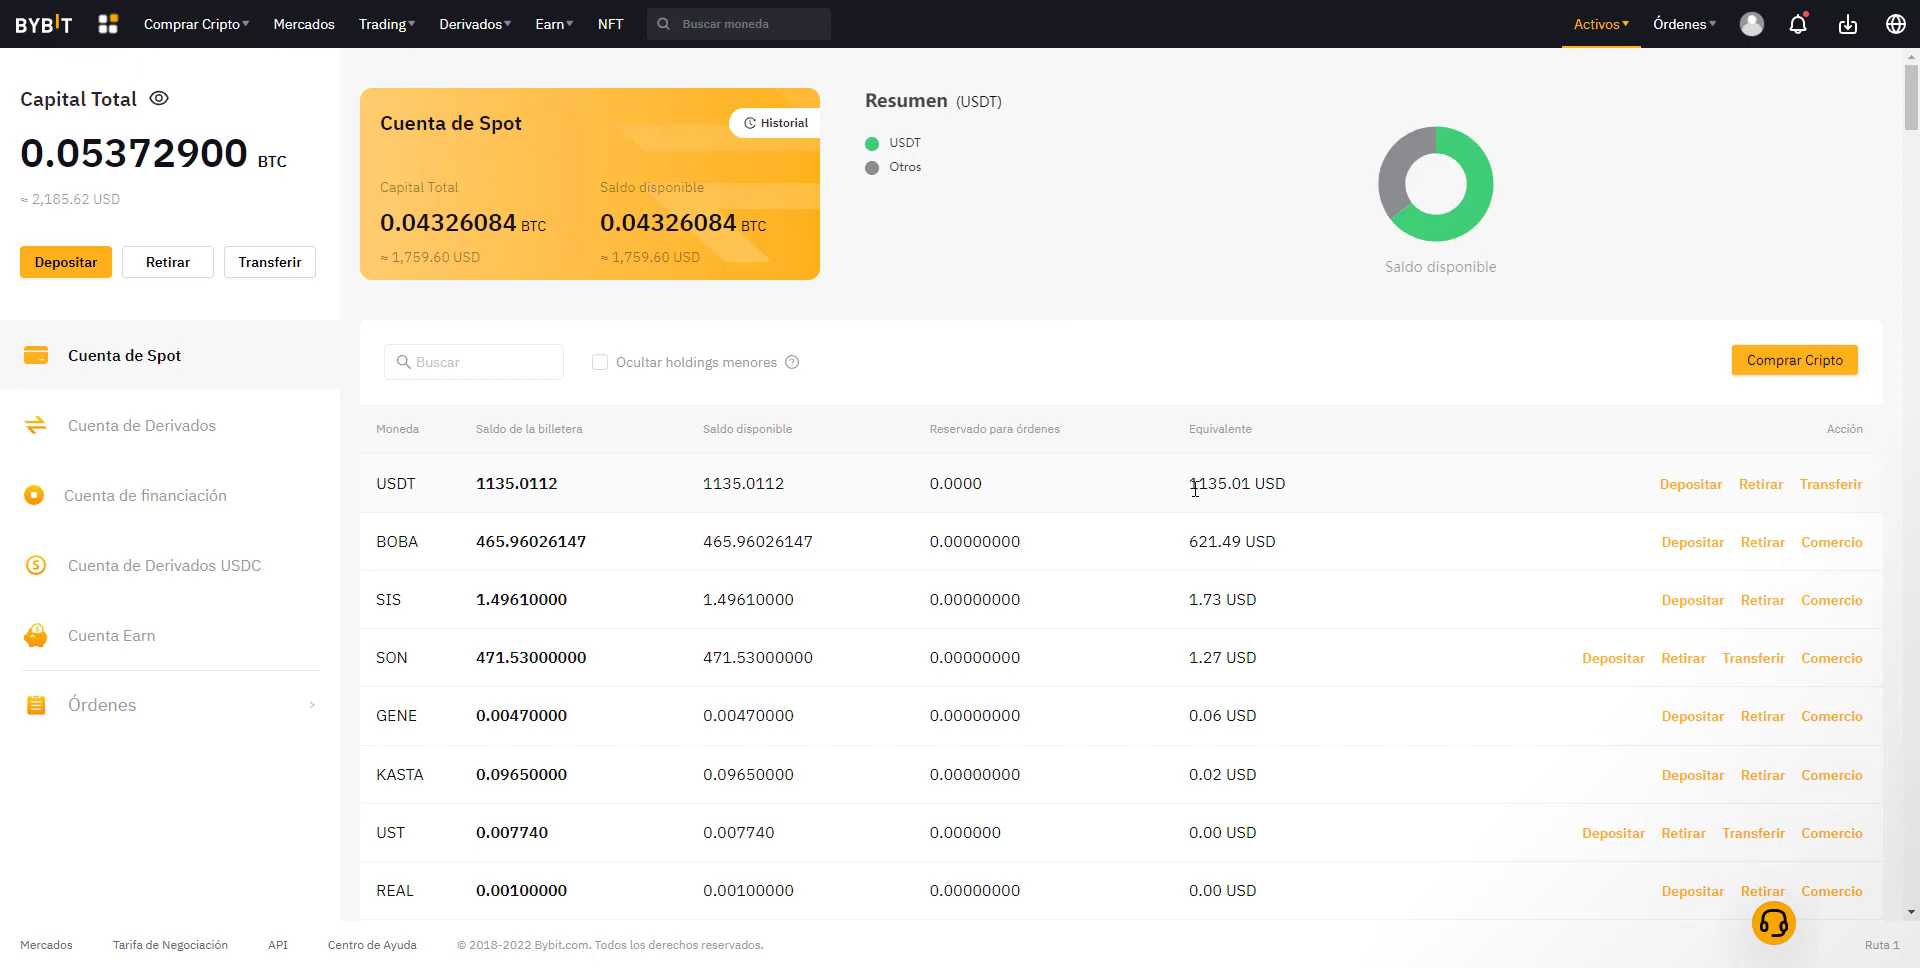 BYBIT Comprar Cripto Mercados Trading Derivados Earn NFT Buscar moneda Activos Órdenes
Capital Total
0.05372900 BTC
≈ 2,185.62 USD
Depositar Retirar Transferir
Cuenta de Spot
Cuenta de Derivados
Cuenta de financiación
Cuenta de Derivados USDC
Cuenta Earn
Órdenes
Cuenta de Spot Historial
Capital Total Saldo disponible
0.04326084 BTC 0.04326084 BTC
≈ 1,759.60 USD ≈ 1,759.60 USD
Resumen (USDT)
USDT
Otros
Saldo disponible
Buscar Ocultar holdings menores Comprar Cripto
Moneda Saldo de la billetera Saldo disponible Reservado para órdenes Equivalente Acción
USDT 1135.0112 1135.0112 0.0000 1135.01 USD Depositar Retirar Transferir
BOBA 465.96026147 465.96026147 0.00000000 621.49 USD Depositar Retirar Comercio
SIS 1.49610000 1.49610000 0.00000000 1.73 USD Depositar Retirar Comercio
SON 471.53000000 471.53000000 0.00000000 1.27 USD Depositar Retirar Transferir Comercio
GENE 0.00470000 0.00470000 0.00000000 0.06 USD Depositar Retirar Comercio
KASTA 0.09650000 0.09650000 0.00000000 0.02 USD Depositar Retirar Comercio
UST 0.007740 0.007740 0.000000 0.00 USD Depositar Retirar Transferir Comercio
REAL 0.00100000 0.00100000 0.00000000 0.00 USD Depositar Retirar Comercio
Mercados Tarifa de Negociación API Centro de Ayuda © 2018-2022 Bybit.com. Todos los derechos reservados. Ruta 1